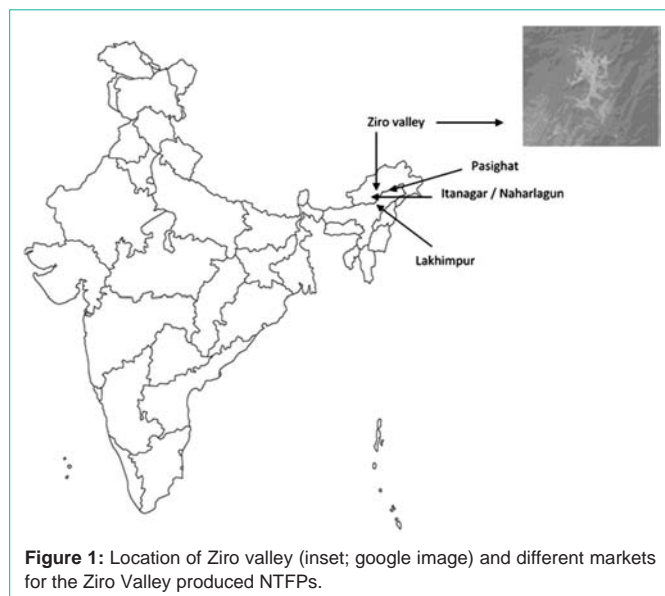 Ziro valley
Pasighat
Itanagar / Naharlagun
Lakhimpur
Figure 1: Location of Ziro valley (inset; google image) and different markets
for the Ziro Valley produced NTFPs.